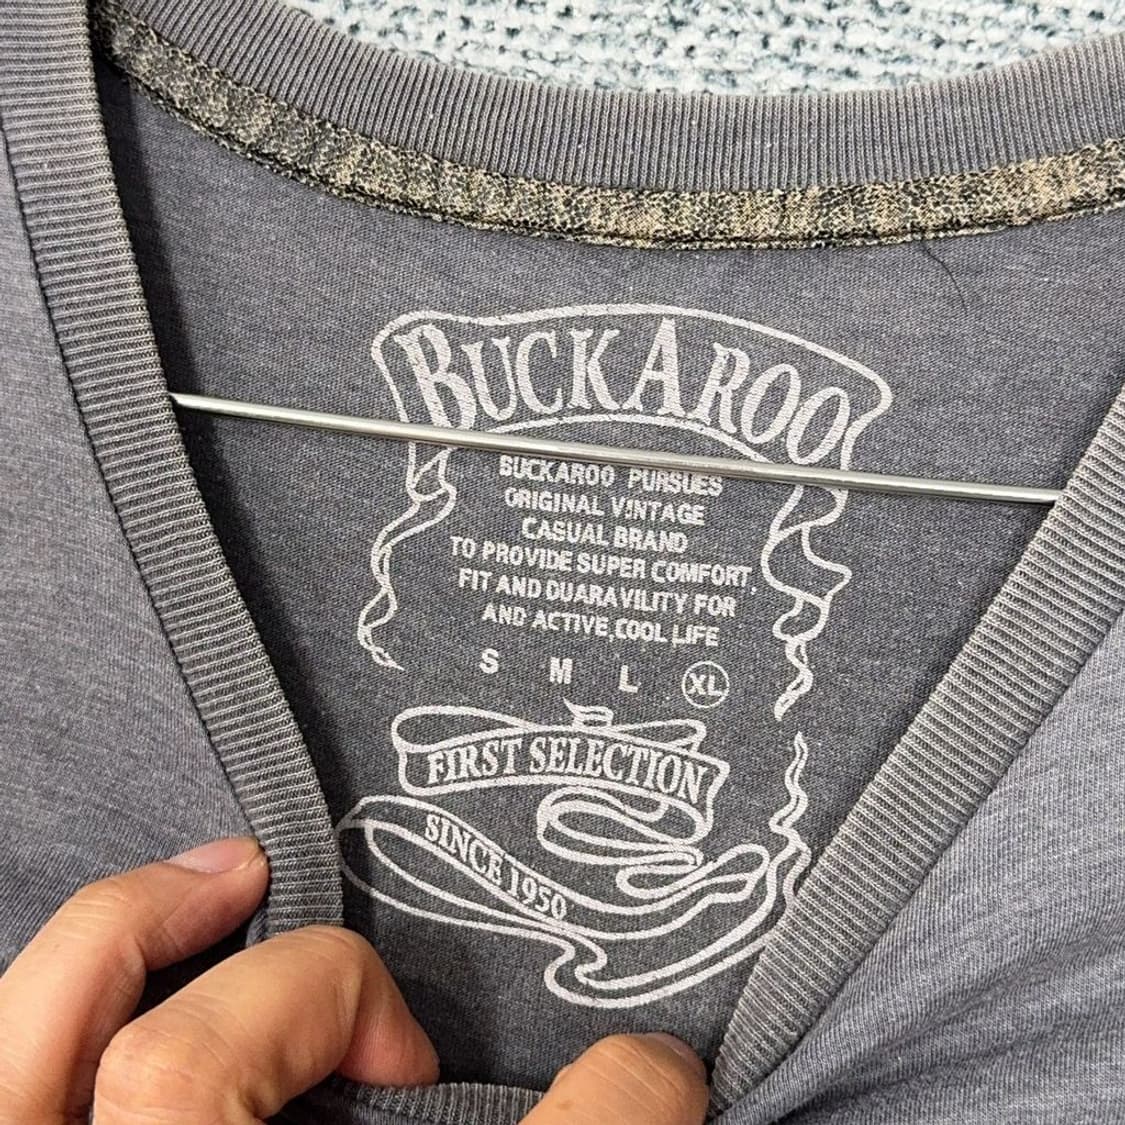 BUCKAROO
BUCKAROO PURSUES
ORIGINAL VINTAGE
CASUAL BRAND
TO PROVIDE SUPER COMFORT,
FIT AND DUARAVILITY FOR
AND ACTIVE,COOL LIFE
S M L XL
FIRST SELECTION
SINCE 1950